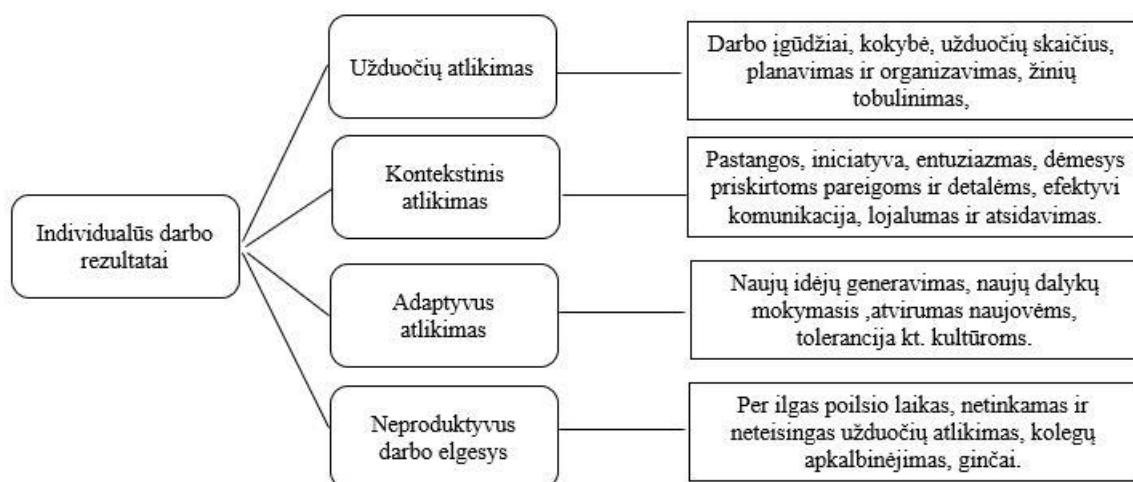 Individualūs darbo
rezultatai
Užduočių atlikimas
Darbo įgūdžiai, kokybė, užduočių skaičius,
planavimas ir organizavimas, žinių
tobulinimas,
Kontekstinis
atlikimas
Pastangos, iniciatyva, entuziazmas, dėmesys
priskirtoms pareigoms ir detalėms, efektyvi
komunikacija, lojalumas ir atsidavimas.
Adaptyvus
atlikimas
Naujų idėjų generavimas, naujų dalykų
mokymasis ,atvirumas naujovėms,
tolerancija kt. kultūroms.
Neproduktyvus
darbo elgesys
Per ilgas poilsio laikas, netinkamas ir
neteisingas užduočių atlikimas, kolegų
apkalbinėjimas, ginčai.